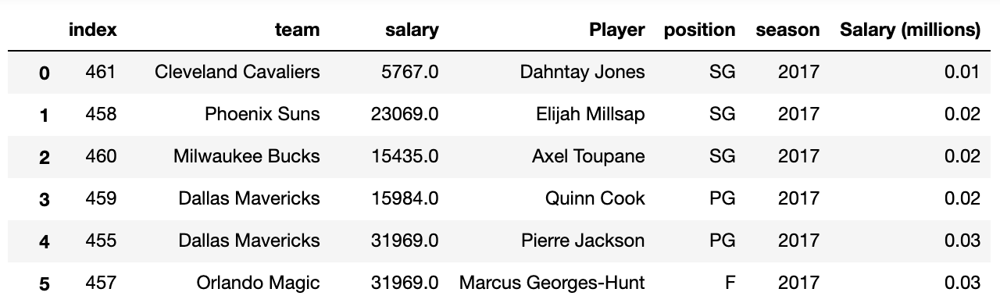 index team salary Player position season Salary (millions)
0 461 Cleveland Cavaliers 5767.0 Dahntay Jones SG 2017 0.01
1 458 Phoenix Suns 23069.0 Elijah Millsap SG 2017 0.02
2 460 Milwaukee Bucks 15435.0 Axel Toupane SG 2017 0.02
3 459 Dallas Mavericks 15984.0 Quinn Cook PG 2017 0.02
4 455 Dallas Mavericks 31969.0 Pierre Jackson PG 2017 0.03
5 457 Orlando Magic 31969.0 Marcus Georges-Hunt F 2017 0.03